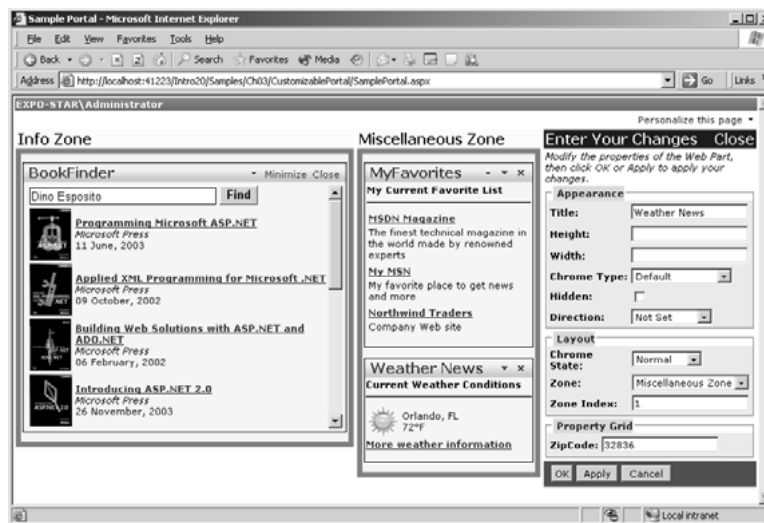 Sample Portal - Microsoft Internet Explorer
File Edit View Favorites Tools Help
Back Search Favorites Media
Address http://localhost:41223/Intro20/Samples/Ch03/CustomizablePortal/SamplePortal.aspx Go Links
EXPO-STAR\Administrator
Personalize this page
Info Zone
BookFinder - Minimize Close
Dino Esposito Find
Programming Microsoft ASP.NET
Microsoft Press
11 June, 2003
Applied XML Programming for Microsoft .NET
Microsoft Press
09 October, 2002
Building Web Solutions with ASP.NET and
ADO.NET
Microsoft Press
06 February, 2002
Introducing ASP.NET 2.0
Microsoft Press
26 November, 2003
Miscellaneous Zone
MyFavorites
My Current Favorite List
MSDN Magazine
The finest technical magazine in
the world made by renowned
experts
My MSN
My favorite place to get news
and more
Northwind Traders
Company Web site
Weather News
Current Weather Conditions
Orlando, FL
72°F
More weather information
Enter Your Changes Close
Modify the properties of the Web Part,
then click OK or Apply to apply your
changes.
Appearance
Title: Weather News
Height:
Width:
Chrome Type: Default
Hidden:
Direction: Not Set
Layout
Chrome
State: Normal
Zone: Miscellaneous Zone
Zone Index: 1
Property Grid
ZipCode: 32836
OK Apply Cancel
Local intranet